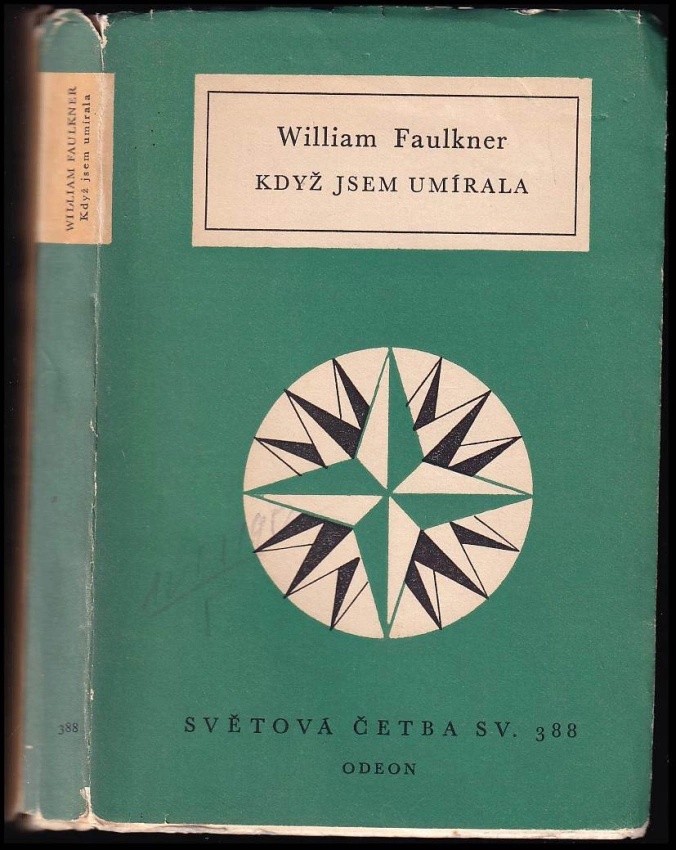 WILLIAM FAULKNER
Když jsem umírala
388
William Faulkner
KDYŽ JSEM UMÍRALA
SVĚTOVÁ ČETBA SV. 388
ODEON